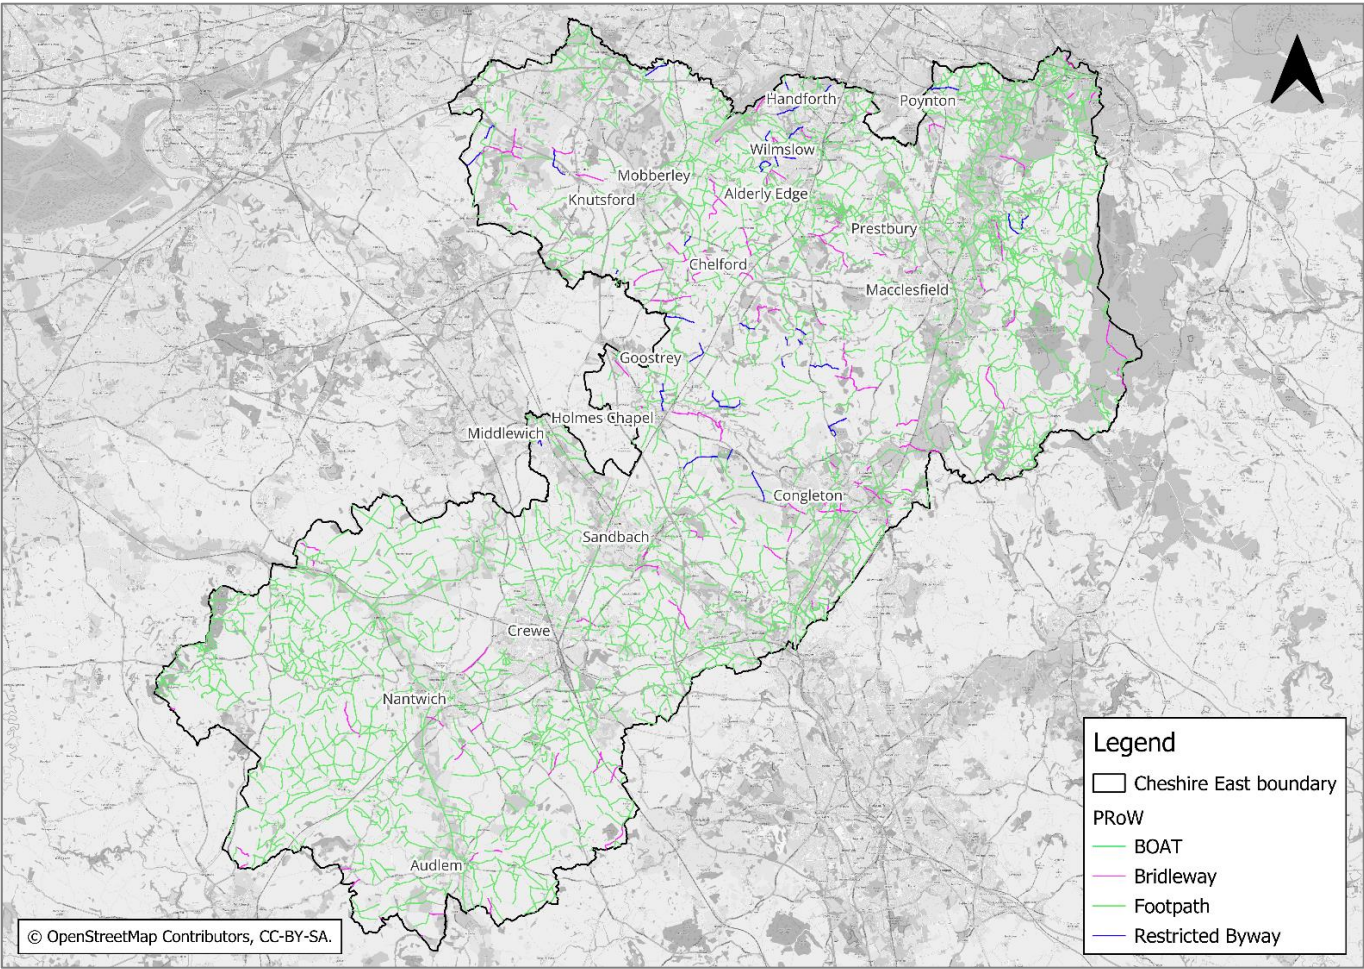 Handforth
Poynton
Wilmslow
Mobberley
Alderly Edge
Knutsford
Prestbury
Chelford
Macclesfield
Goostrey
Holmes Chapel
Middlewich
Congleton
Sandbach
Crewe
Nantwich
Audlem
Legend
Cheshire East boundary
PRoW
BOAT
Bridleway
Footpath
Restricted Byway
© OpenStreetMap Contributors, CC-BY-SA.